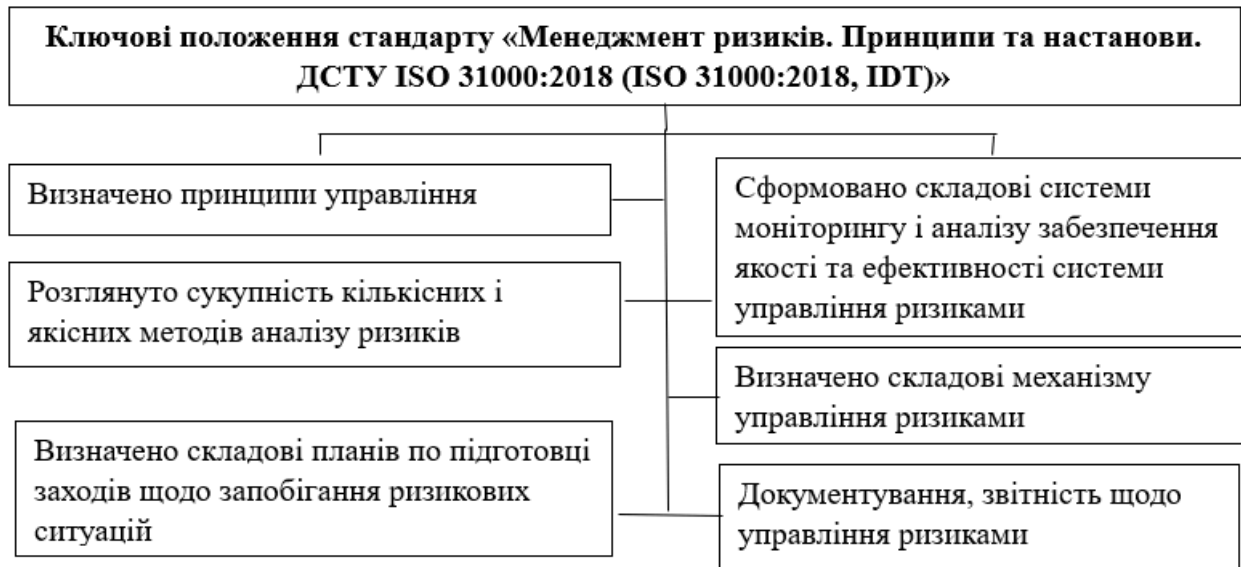 Ключові положення стандарту «Менеджмент ризиків. Принципи та настанови.
ДСТУ ISO 31000:2018 (ISO 31000:2018, IDT)»
Визначено принципи управління
Розглянуто сукупність кількісних і
якісних методів аналізу ризиків
Визначено складові планів по підготовці
заходів щодо запобігання ризикових
ситуацій
Сформовано складові системи
моніторингу і аналізу забезпечення
якості та ефективності системи
управління ризиками
Визначено складові механізму
управління ризиками
Документування, звітність щодо
управління ризиками